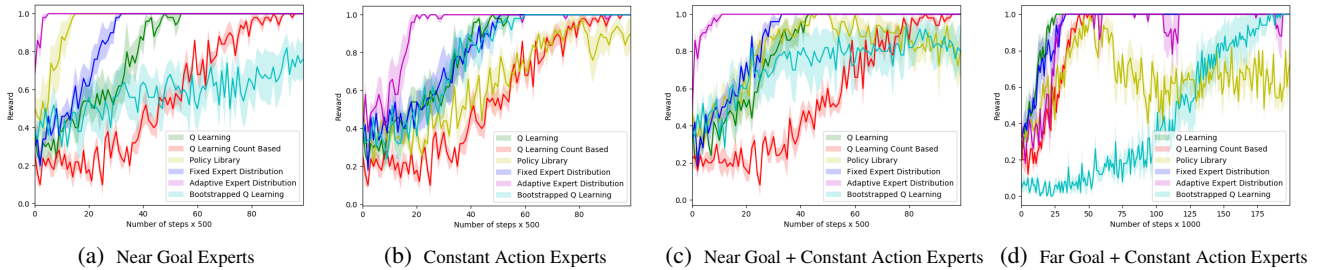 1.0
0.8
0.6
0.4
0.2
0.0
Reward
Q Learning
Q Learning Count Based
Policy Library
Fixed Expert Distribution
Adaptive Expert Distribution
Bootstrapped Q Learning
0 20 40 60 80
Number of steps x 500
(a) Near Goal Experts
1.0
0.8
0.6
0.4
0.2
0.0
Reward
Q Learning
Q Learning Count Based
Policy Library
Fixed Expert Distribution
Adaptive Expert Distribution
Bootstrapped Q Learning
0 20 40 60 80
Number of steps x 500
(b) Constant Action Experts
1.0
0.8
0.6
0.4
0.2
0.0
Reward
Q Learning
Q Learning Count Based
Policy Library
Fixed Expert Distribution
Adaptive Expert Distribution
Bootstrapped Q Learning
0 20 40 60 80
Number of steps x 500
(c) Near Goal + Constant Action Experts
1.0
0.8
0.6
0.4
0.2
0.0
Reward
Q Learning
Q Learning Count Based
Policy Library
Fixed Expert Distribution
Adaptive Expert Distribution
Bootstrapped Q Learning
0 25 50 75 100 125 150 175
Number of steps x 1000
(d) Far Goal + Constant Action Experts